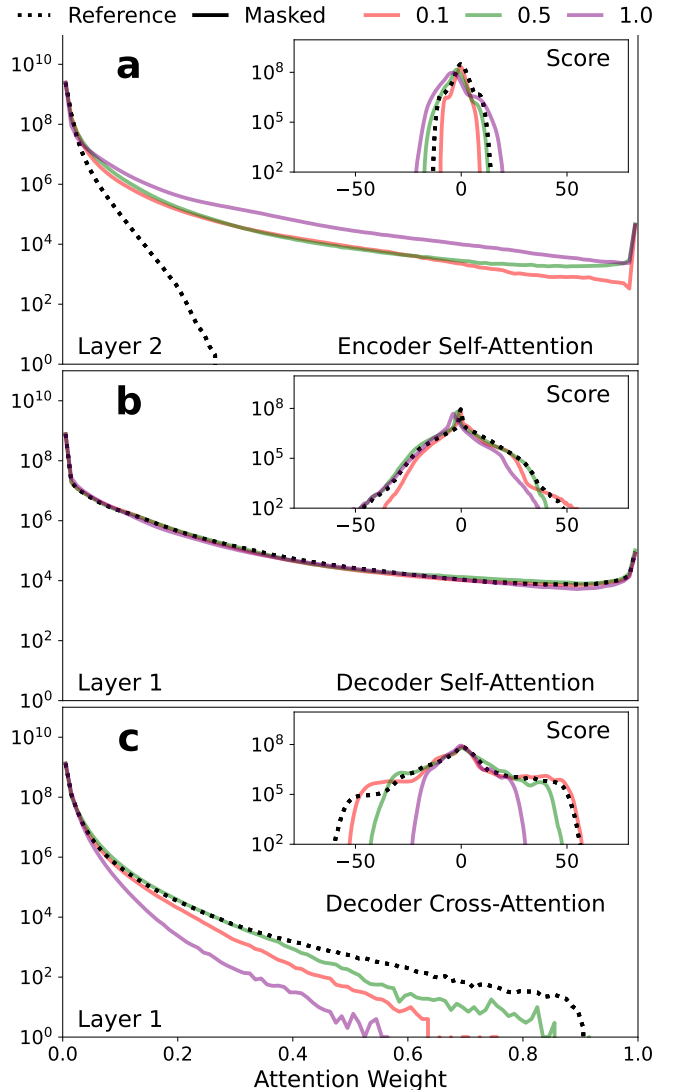 Reference Masked 0.1 0.5 1.0
a
Score
10^10
10^8
10^6
10^4
10^2
10^0
10^8
10^5
10^2
−50 0 50
Layer 2 Encoder Self-Attention
b
Score
10^10
10^8
10^6
10^4
10^2
10^0
10^8
10^5
10^2
−50 0 50
Layer 1 Decoder Self-Attention
c
Score
10^10
10^8
10^6
10^4
10^2
10^0
10^8
10^5
10^2
−50 0 50
Decoder Cross-Attention
Layer 1
0.0 0.2 0.4 0.6 0.8 1.0
Attention Weight